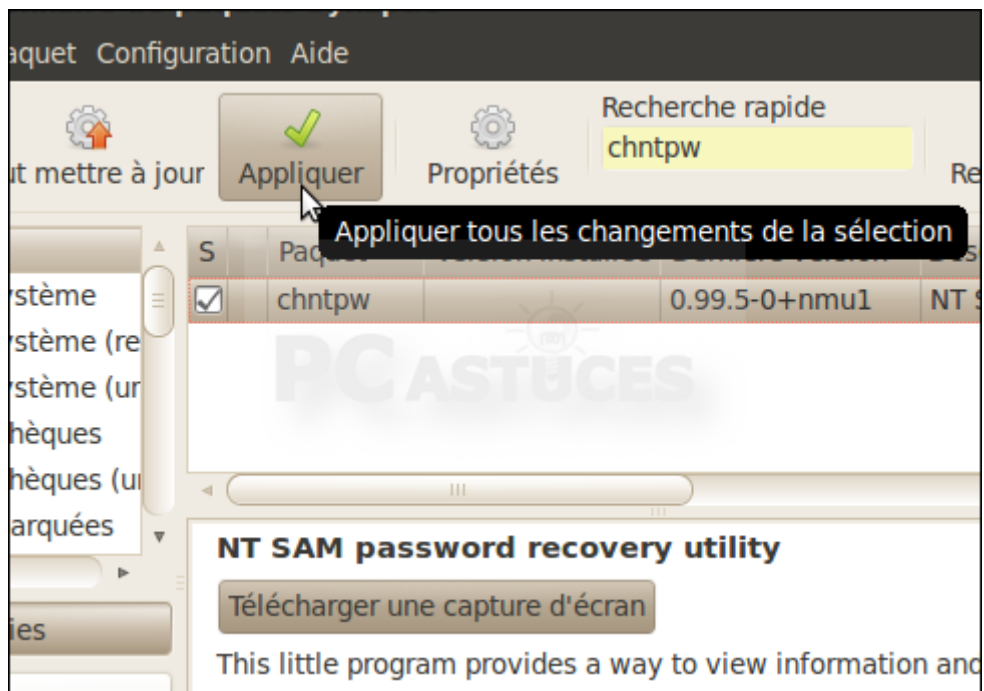 aquet Configuration Aide
Recherche rapide
chntpw
ut mettre à jour Appliquer Propriétés Re
Appliquer tous les changements de la sélection
S Paquet
ystème
chntpw 0.99.5-0+nmu1 NT S
ystème (re
PC ASTUCES
ystème (un
hèques
hèques (un
arquées
NT SAM password recovery utility
Télécharger une capture d'écran
ies
This little program provides a way to view information and